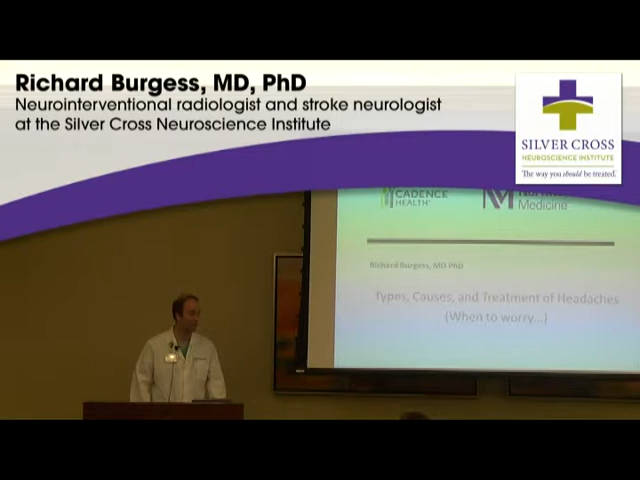 Richard Burgess, MD, PhD
Neurointerventional radiologist and stroke neurologist
at the Silver Cross Neuroscience Institute
SILVER CROSS
NEUROSCIENCE INSTITUTE
The way you should be treated.
CADENCE
HEALTH
Medicine
Richard Burgess, MD PhD
Types, Causes, and Treatment of Headaches
(When to worry...)